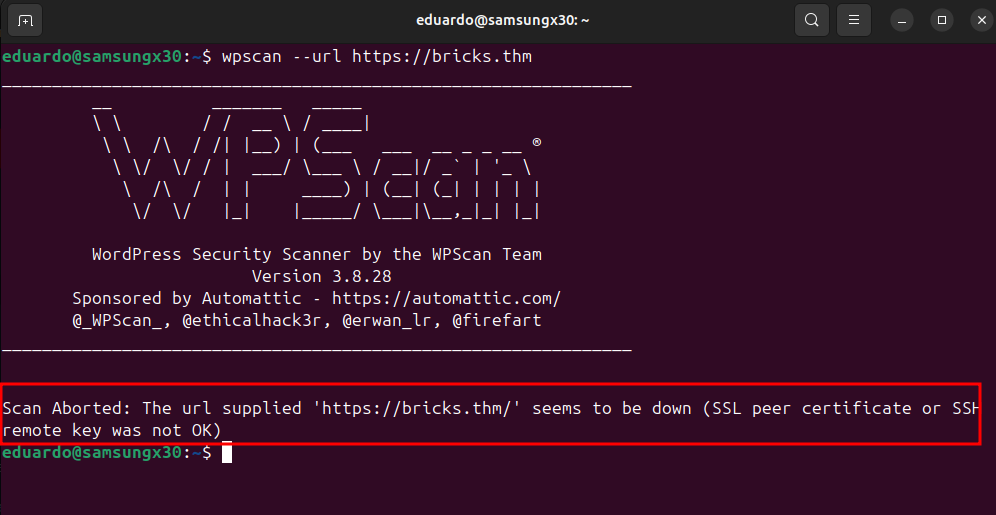 eduardo@samsungx30: ~
eduardo@samsungx30:~$ wpscan --url https://bricks.thm
_______________________________________________________________
         __          _______   _____
         \ \        / /  __ \ / ____|
          \ \  /\  / /| |__) | (___   ___  __ _ _ __ ®
           \ \/  \/ / |  ___/ \___ \ / __|/ _` | '_ \
            \  /\  /  | |     ____) | (__| (_| | | | |
             \/  \/   |_|    |_____/ \___|\__,_|_| |_|
WordPress Security Scanner by the WPScan Team
Version 3.8.28
Sponsored by Automattic - https://automattic.com/
@_WPScan_, @ethicalhack3r, @erwan_lr, @firefart
_______________________________________________________________
Scan Aborted: The url supplied 'https://bricks.thm/' seems to be down (SSL peer certificate or SSH
remote key was not OK)
eduardo@samsungx30:~$